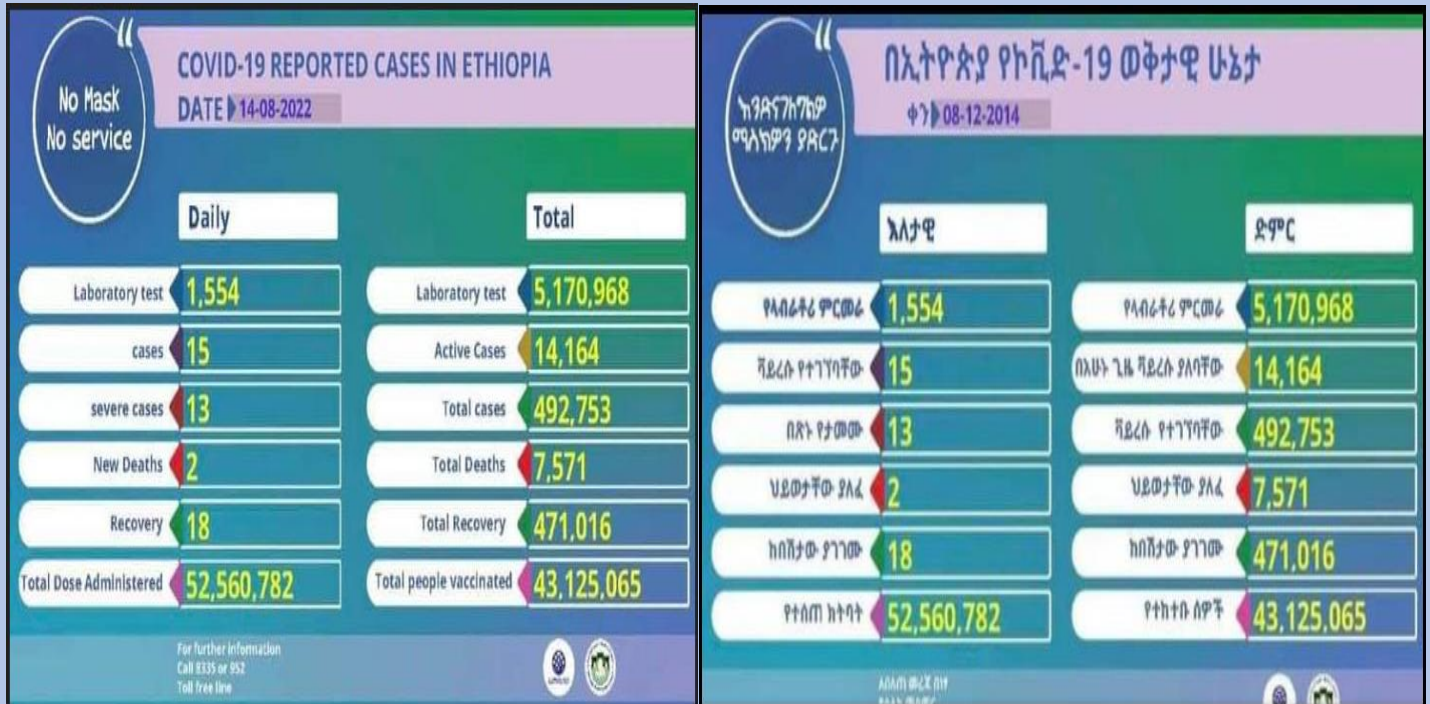 No Mask
No service
COVID-19 REPORTED CASES IN ETHIOPIA
DATE 14-08-2022
Daily
Total
Laboratory test 1,554
Laboratory test 5,170,968
cases 15
Active Cases 14,164
severe cases 13
Total cases 492,753
New Deaths 2
Total Deaths 7,571
Recovery 18
Total Recovery 471,016
Total Dose Administered 52,560,782
Total people vaccinated 43,125,065
For further information
Call 8335 or 952
Toll free line
እንድናገለግልዎ
ማስክዎን ያድርጉ
በኢትዮጵያ የኮቪድ-19 ወቅታዊ ሁኔታ
ቀን 08-12-2014
እለታዊ
ድምር
የላብራቶሪ ምርመራ 1,554
የላብራቶሪ ምርመራ 5,170,968
ቫይረሱ የተገኘባቸው 15
በአሁኑ ጊዜ ቫይረሱ ያለባቸው 14,164
በጽኑ የታመሙ 13
ቫይረሱ የተገኘባቸው 492,753
ህይወታቸው ያለፈ 2
ህይወታቸው ያለፈ 7,571
ከበሽታው ያገገሙ 18
ከበሽታው ያገገሙ 471,016
የተሰጠ ክትባት 52,560,782
የተከተቡ ሰዎች 43,125,065